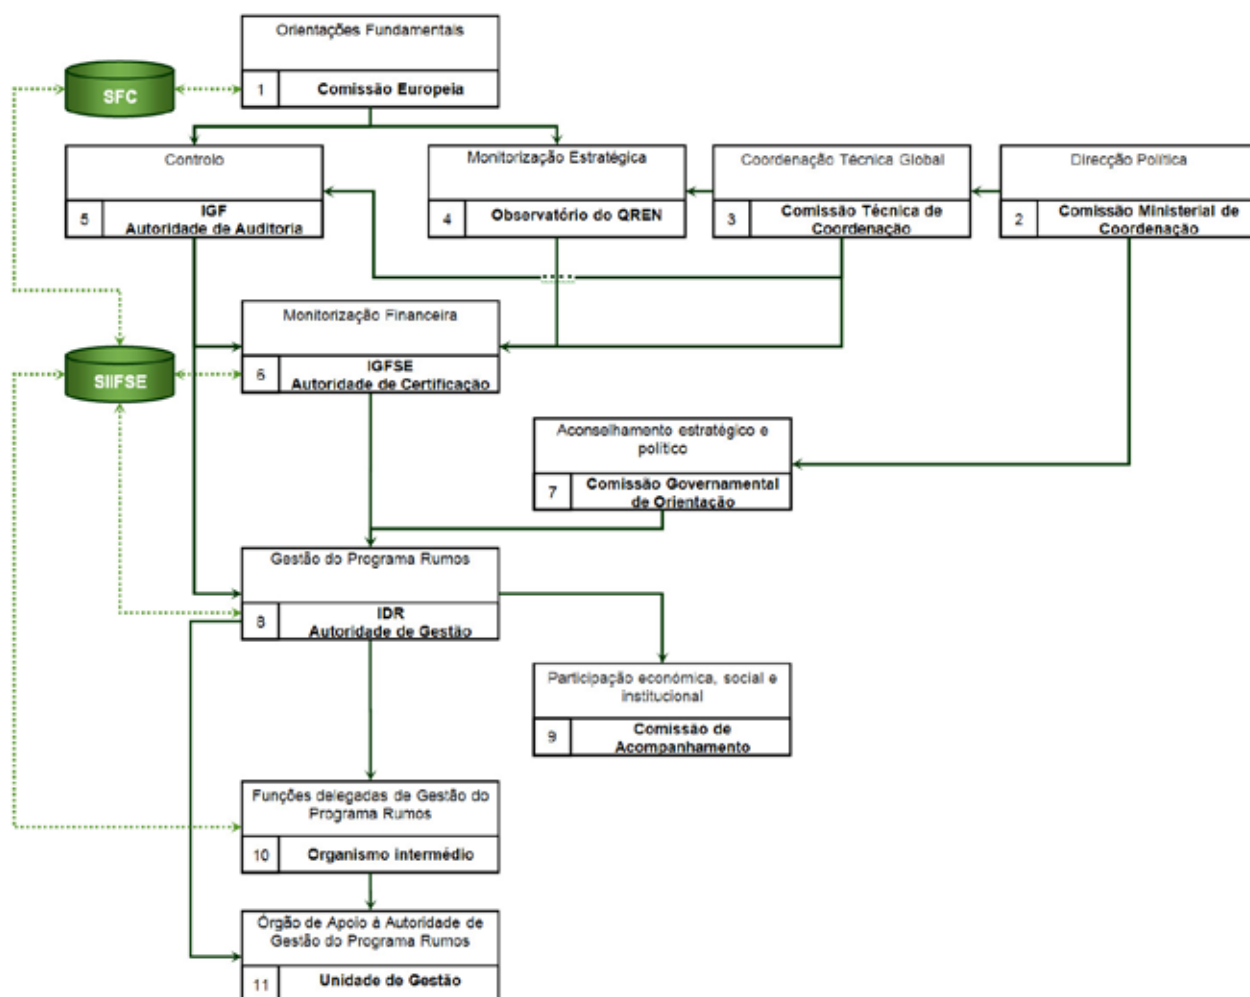 Orientações Fundamentais
1
Comissão Europeia
SFC
Controlo
5
IGF
Autoridade de Auditoria
Monitorização Estratégica
4
Observatório do QREN
Coordenação Técnica Global
3
Comissão Técnica de
Coordenação
Direcção Política
2
Comissão Ministerial de
Coordenação
Monitorização Financeira
6
IGFSE
Autoridade de Certificação
SIIFSE
Aconselhamento estratégico e
político
7
Comissão Governamental
de Orientação
Gestão do Programa Rumos
8
IDR
Autoridade de Gestão
Participação económica, social e
institucional
9
Comissão de
Acompanhamento
Funções delegadas de Gestão do
Programa Rumos
10
Organismo intermédio
Órgão de Apoio à Autoridade de
Gestão do Programa Rumos
11
Unidade de Gestão